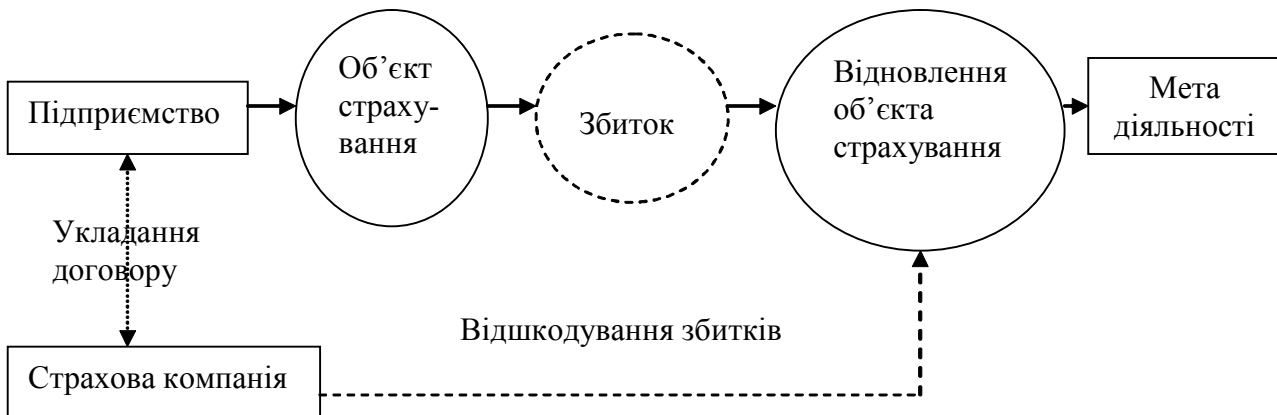 Підприємство
Об’єкт
страху-
вання
Збиток
Відновлення
об’єкта
страхування
Мета
діяльності
Укладання
договору
Відшкодування збитків
Страхова компанія